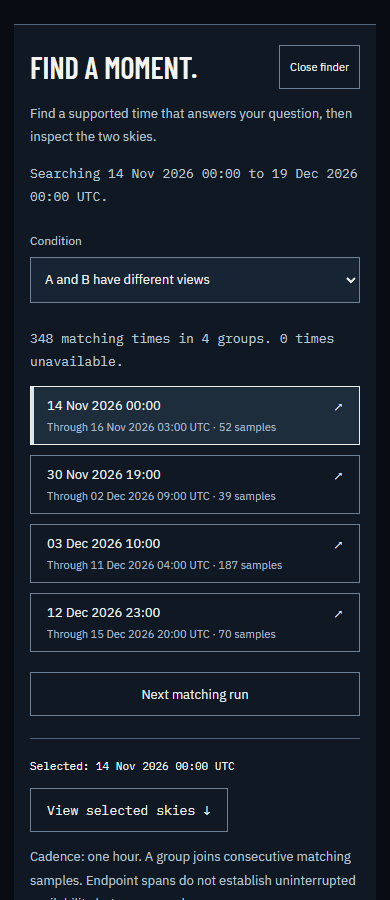 FIND A MOMENT.
Close finder
Find a supported time that answers your question, then
inspect the two skies.
Searching 14 Nov 2026 00:00 to 19 Dec 2026
00:00 UTC.
Condition
A and B have different views
348 matching times in 4 groups. 0 times
unavailable.
14 Nov 2026 00:00 ↗
Through 16 Nov 2026 03:00 UTC · 52 samples
30 Nov 2026 19:00 ↗
Through 02 Dec 2026 09:00 UTC · 39 samples
03 Dec 2026 10:00 ↗
Through 11 Dec 2026 04:00 UTC · 187 samples
12 Dec 2026 23:00 ↗
Through 15 Dec 2026 20:00 UTC · 70 samples
Next matching run
Selected: 14 Nov 2026 00:00 UTC
View selected skies ↓
Cadence: one hour. A group joins consecutive matching
samples. Endpoint spans do not establish uninterrupted